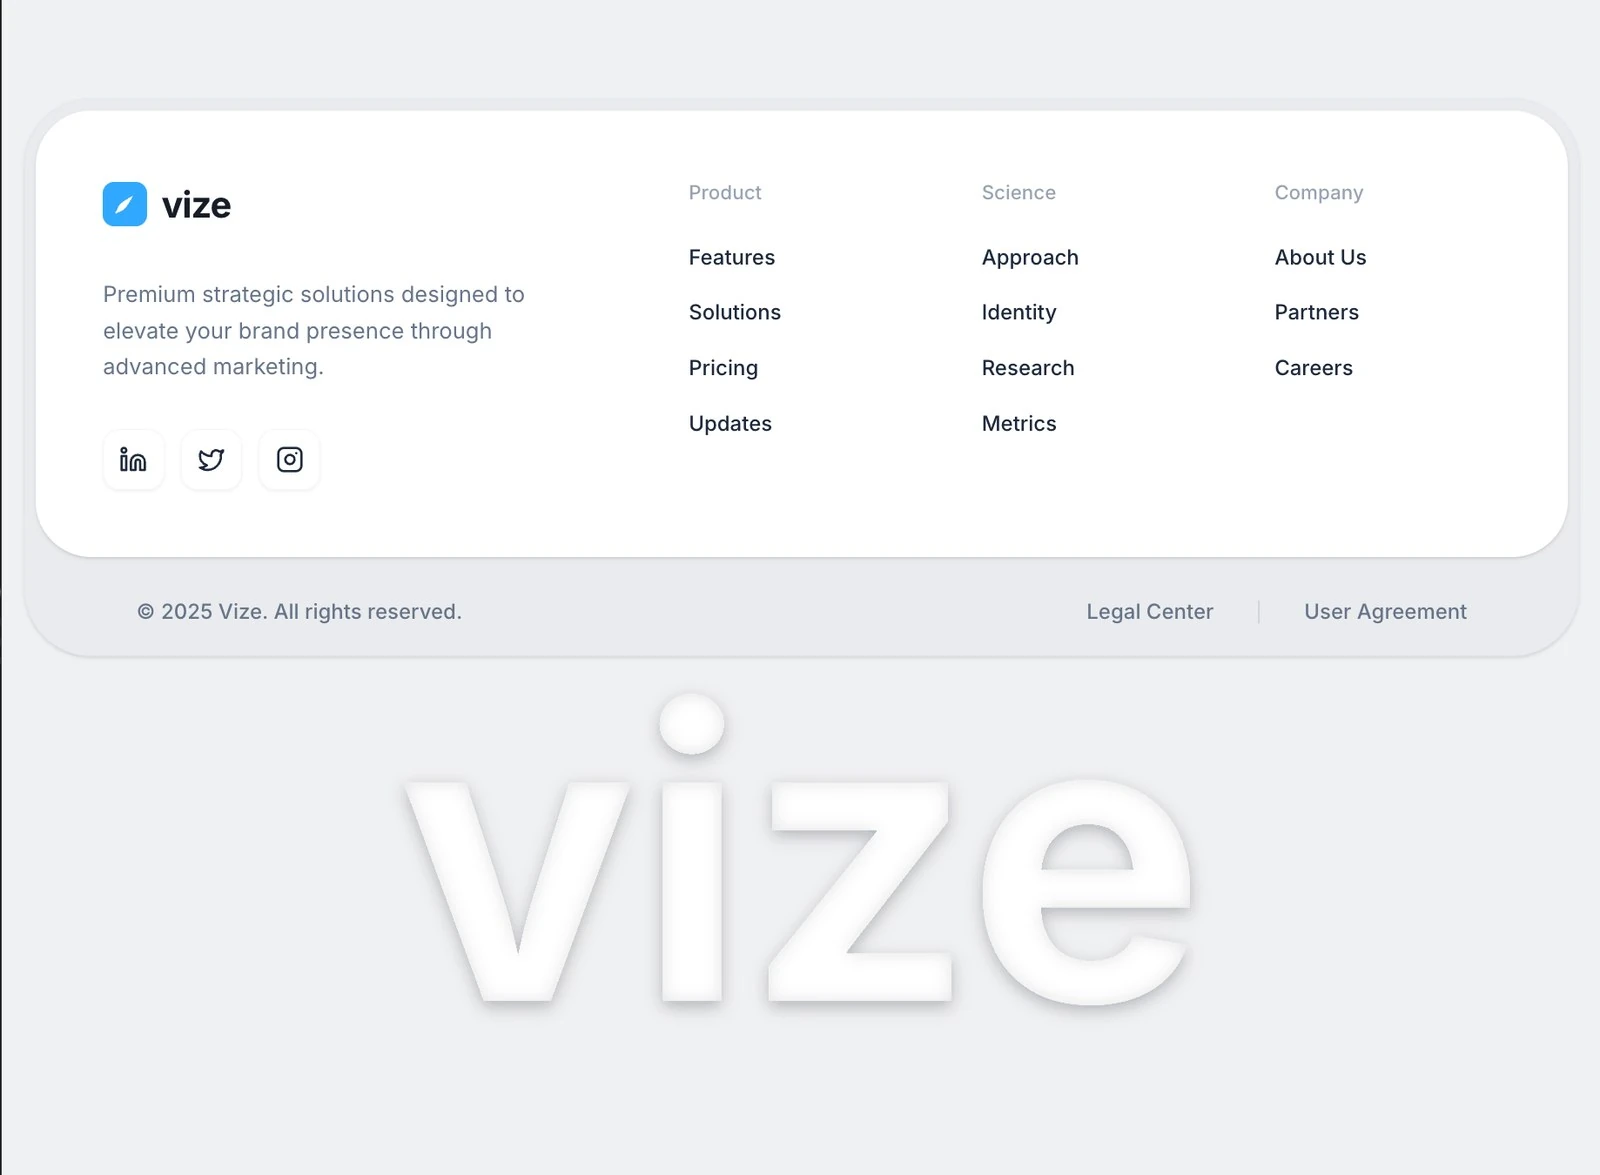 vize
Premium strategic solutions designed to
elevate your brand presence through
advanced marketing.
Product
Features
Solutions
Pricing
Updates
Science
Approach
Identity
Research
Metrics
Company
About Us
Partners
Careers
© 2025 Vize. All rights reserved.
Legal Center
User Agreement
vize